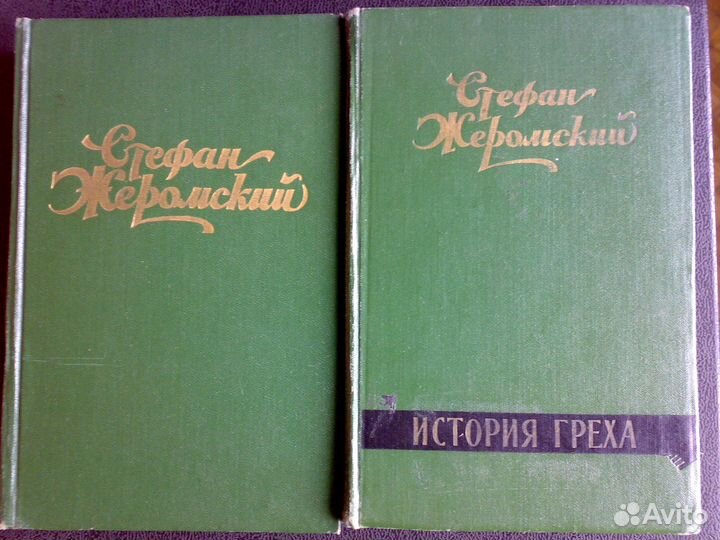 Стефан
Жеромский
Стефан
Жеромский
ИСТОРИЯ ГРЕХА
Avito